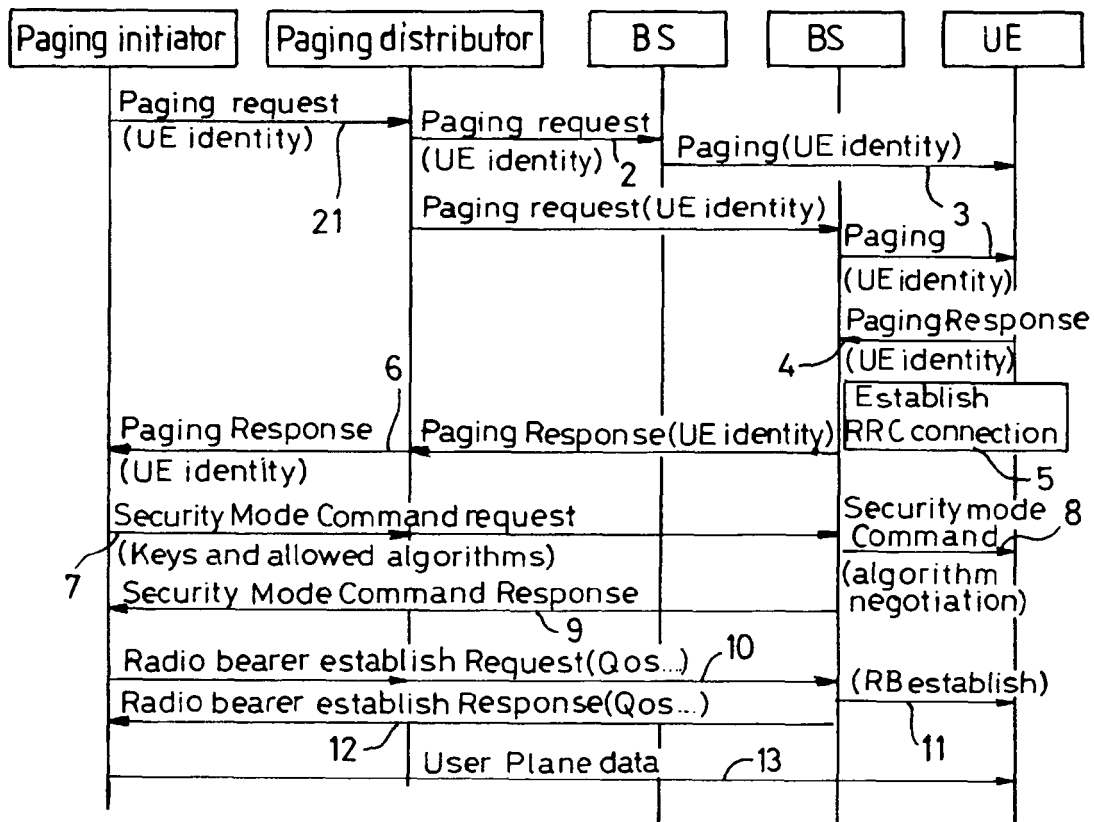 Paging initiator
Paging distributor
BS
BS
UE
Paging request
(UE identity)
21
Paging request
(UE identity)
2
Paging(UE identity)
3
Paging request(UE identity)
Paging
(UE identity)
Paging Response
4
(UE identity)
Establish
RRC connection
5
6
Paging Response
(UE identity)
Paging Response(UE identity)
Security Mode Command request
7
(Keys and allowed algorithms)
Security mode
Command
8
(algorithm
negotiation)
Security Mode Command Response
9
Radio bearer establish Request(Qos...)
10
(RB establish)
11
Radio bearer establish Response(Qos...)
12
User Plane data
13